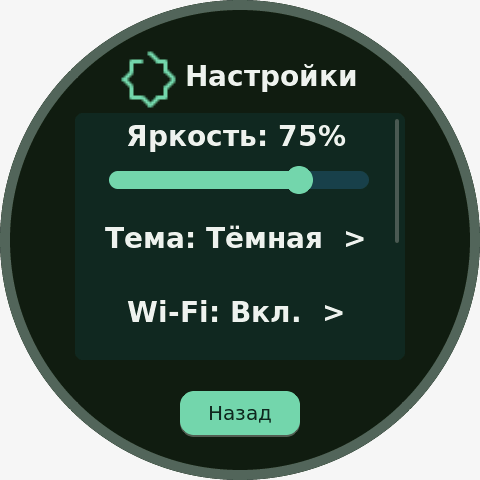 Настройки
Яркость: 75%
Тема: Тёмная >
Wi-Fi: Вкл. >
Назад